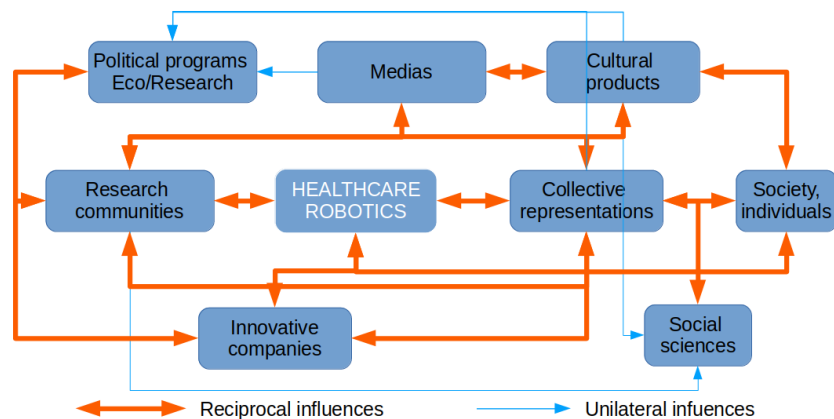 Political programs
Eco/Research
Medias
Cultural
products
Research
communities
HEALTHCARE
ROBOTICS
Collective
representations
Society,
individuals
Innovative
companies
Social
sciences
Reciprocal influences
Unilateral infuences